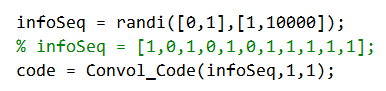 infoSeq = randi([0,1],[1,10000]);
% infoSeq = [1,0,1,0,1,0,1,1,1,1,1];
code = Convol_Code(infoSeq,1,1);